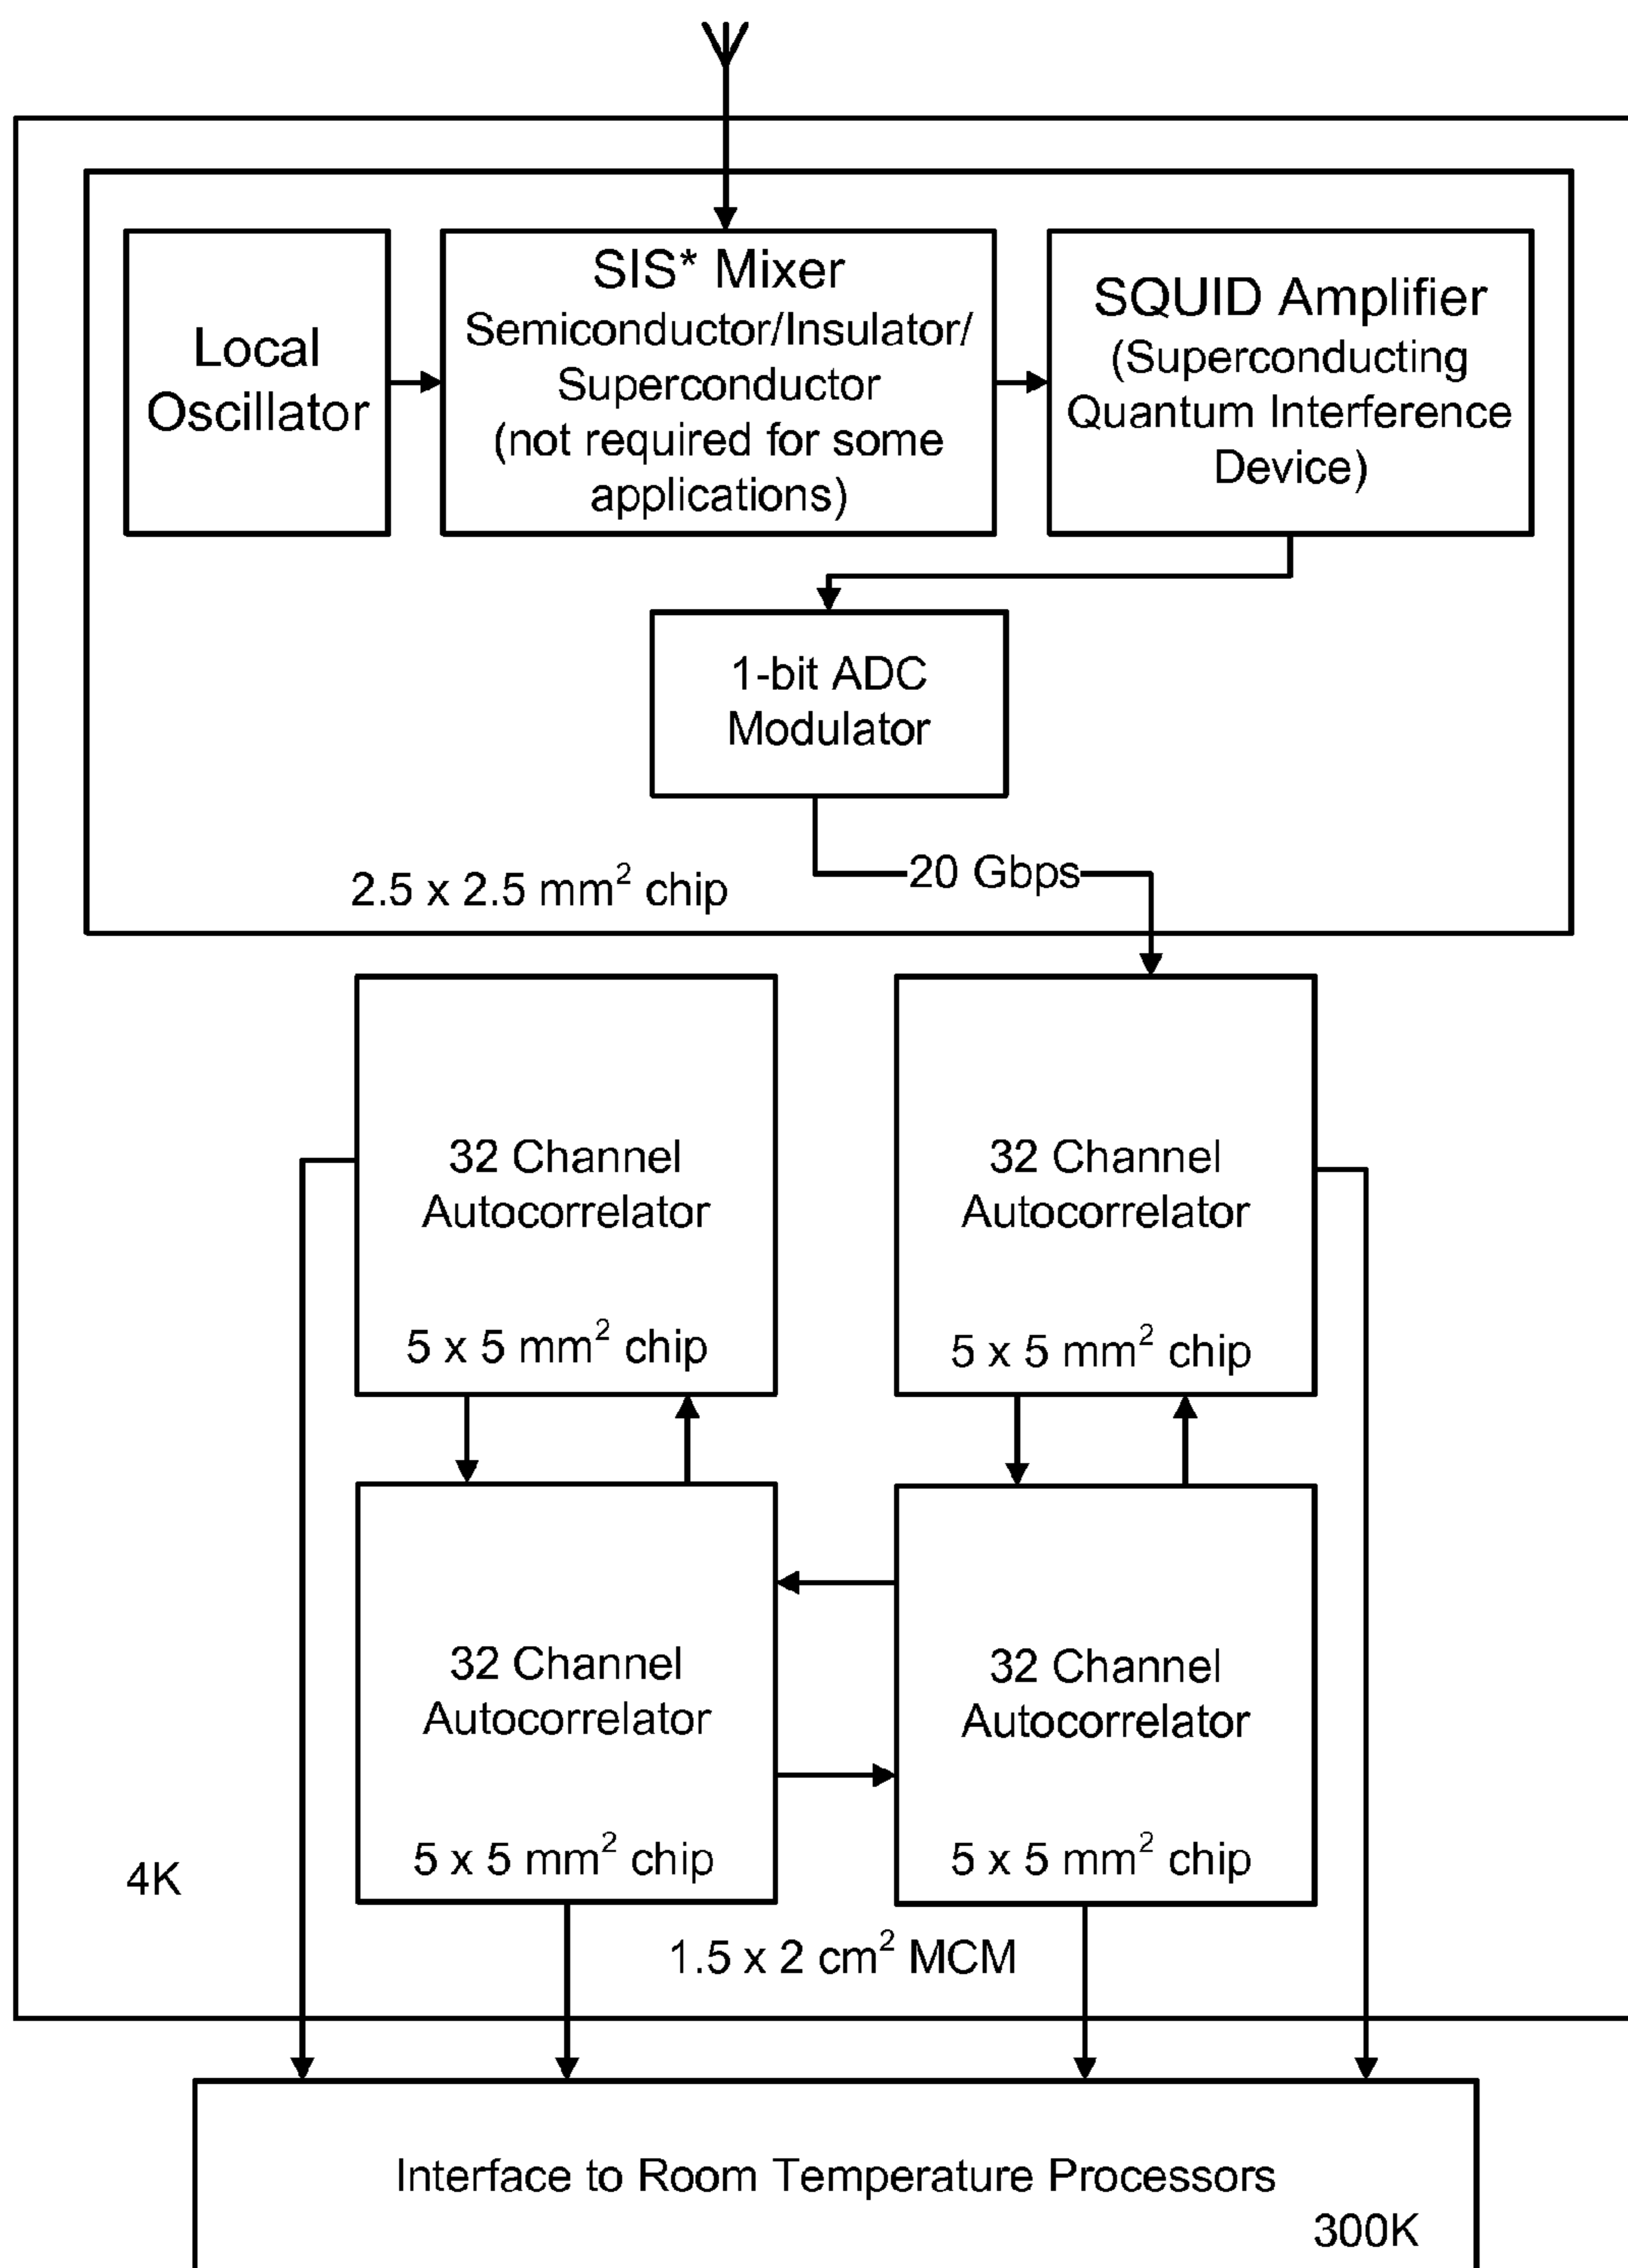 Local
Oscillator
SIS* Mixer
Semiconductor/Insulator/
Superconductor
(not required for some
applications)
SQUID Amplifier
(Superconducting
Quantum Interference
Device)
1-bit ADC
Modulator
20 Gbps
2.5 x 2.5 mm² chip
32 Channel
Autocorrelator
5 x 5 mm² chip
32 Channel
Autocorrelator
5 x 5 mm² chip
32 Channel
Autocorrelator
5 x 5 mm² chip
32 Channel
Autocorrelator
5 x 5 mm² chip
4K
1.5 x 2 cm² MCM
Interface to Room Temperature Processors
300K